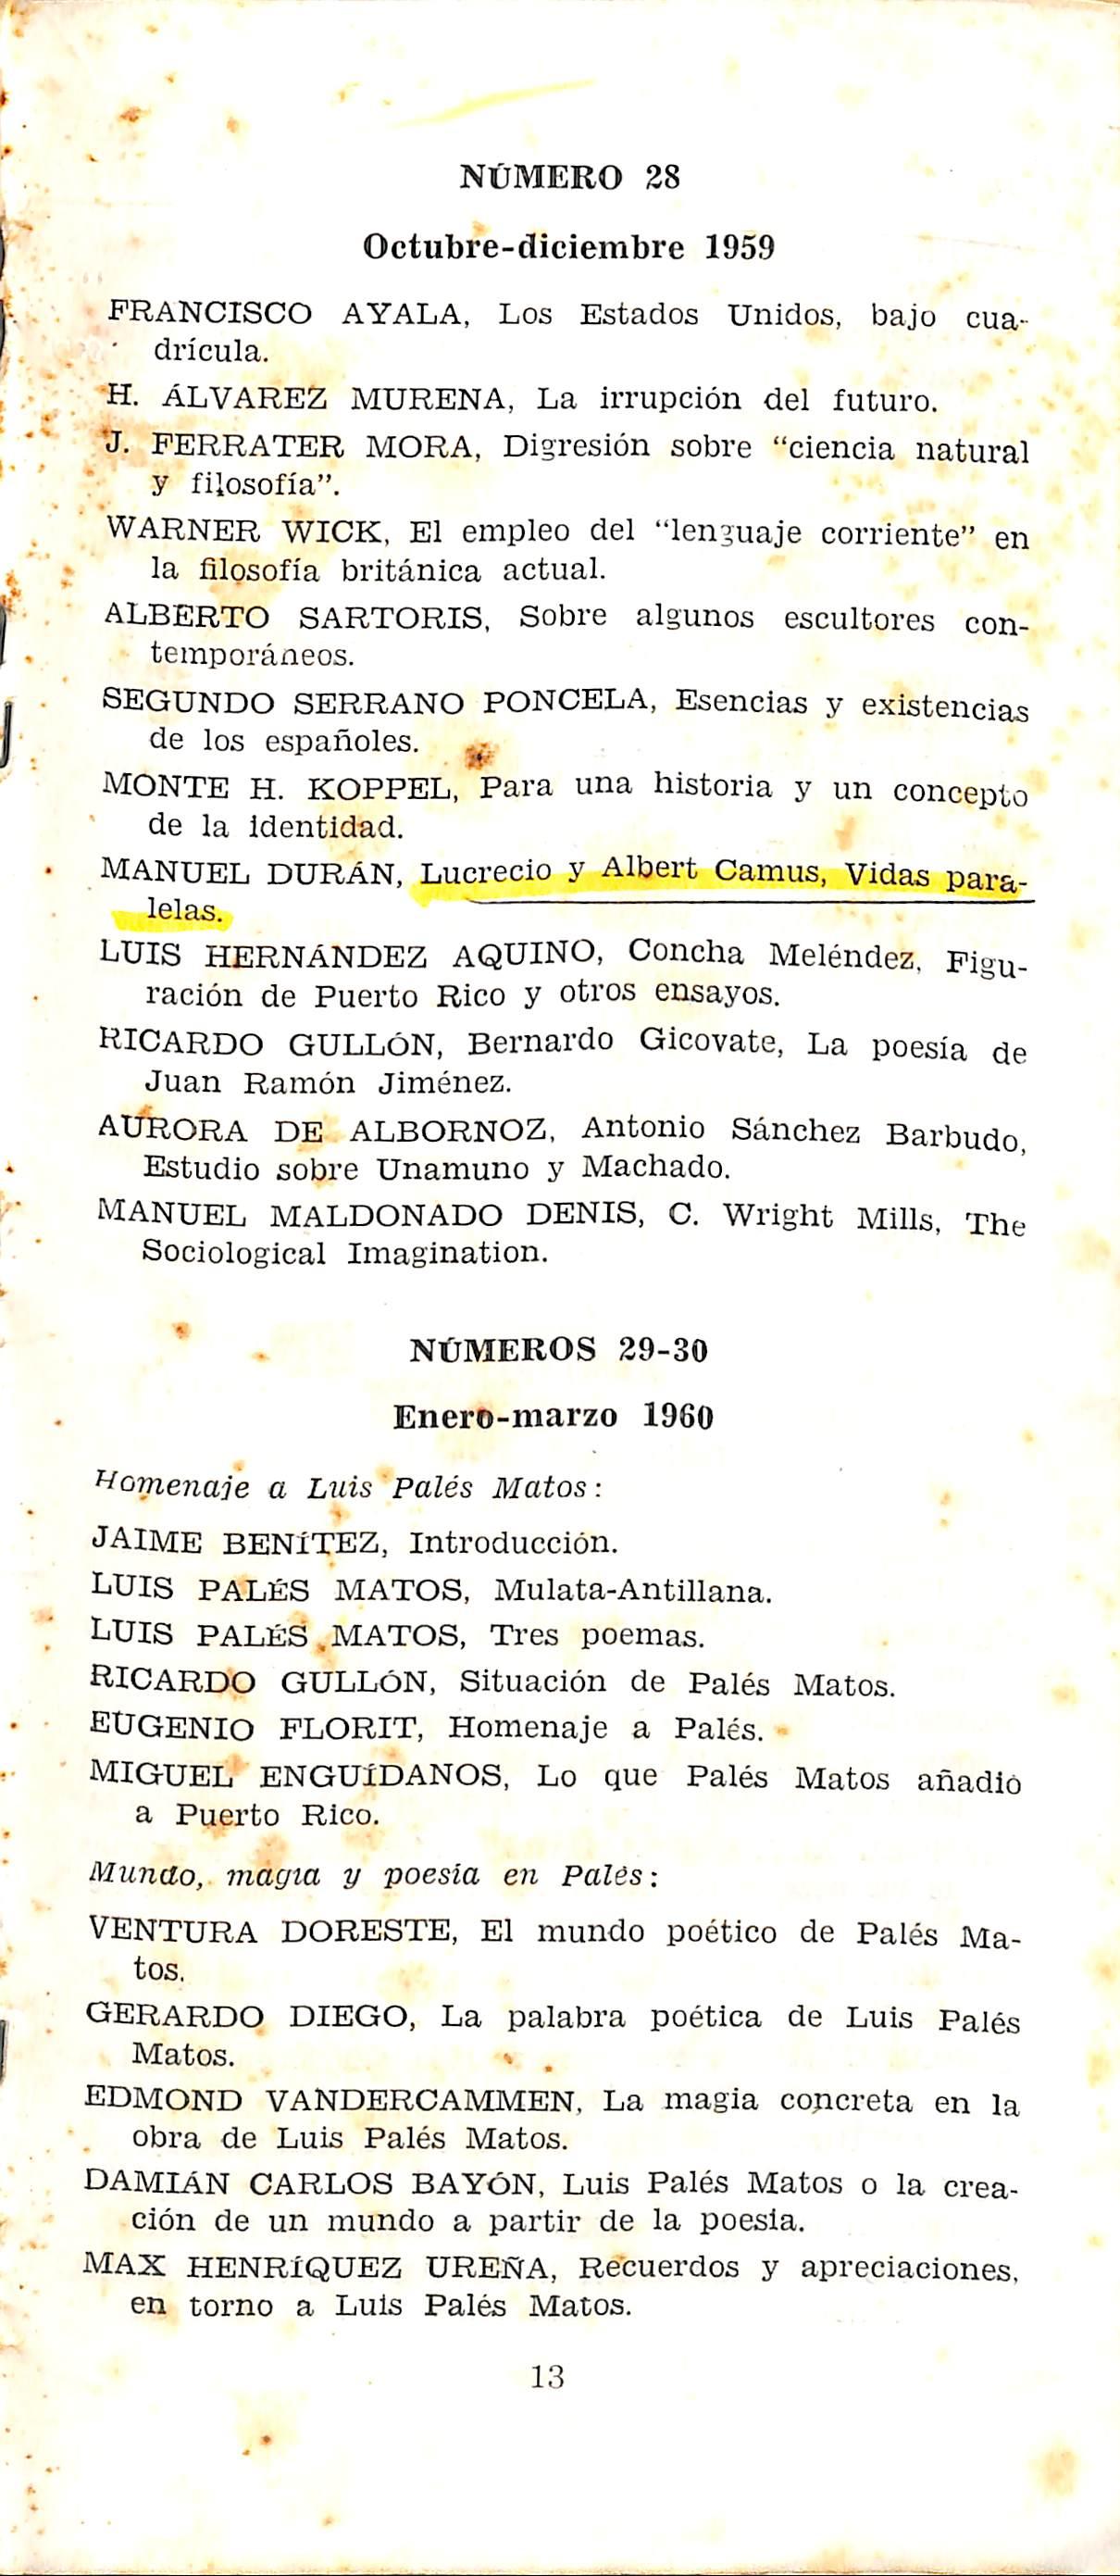 NÚMERO 28
Octubre-diciembre 1959
FRANCISCO AYALA, Los Estados Unidos, bajo cua-
drícula.
H. ÁLVAREZ MURENA, La irrupción del futuro.
J. FERRATER MORA, Digresión sobre “ciencia natural
y filosofía”.
WARNER WICK, El empleo del “lenguaje corriente” en
la filosofía británica actual.
ALBERTO SARTORIS, Sobre algunos escultores con-
temporáneos.
SEGUNDO SERRANO PONCELA, Esencias y existencias
de los españoles.
MONTE H. KOPPEL, Para una historia y un concepto
de la identidad.
MANUEL DURÁN, Lucrecio y Albert Camus, Vidas para-
lelas.
LUIS HERNÁNDEZ AQUINO, Concha Meléndez, Figu-
ración de Puerto Rico y otros ensayos.
RICARDO GULLÓN, Bernardo Gicovate, La poesía de
Juan Ramón Jiménez.
AURORA DE ALBORNOZ, Antonio Sánchez Barbudo,
Estudio sobre Unamuno y Machado.
MANUEL MALDONADO DENIS, C. Wright Mills, The
Sociological Imagination.
NÚMEROS 29-30
Enero-marzo 1960
Homenaje a Luis Palés Matos:
JAIME BENÍTEZ, Introducción.
LUIS PALÉS MATOS, Mulata-Antillana.
LUIS PALÉS MATOS, Tres poemas.
RICARDO GULLÓN, Situación de Palés Matos.
EUGENIO FLORIT, Homenaje a Palés.
MIGUEL ENGUÍDANOS, Lo que Palés Matos añadió
a Puerto Rico.
Mundo, magia y poesía en Palés:
VENTURA DORESTE, El mundo poético de Palés Ma-
tos.
GERARDO DIEGO, La palabra poética de Luis Palés
Matos.
EDMOND VANDERCAMMEN, La magia concreta en la
obra de Luis Palés Matos.
DAMIÁN CARLOS BAYÓN, Luis Palés Matos o la crea-
ción de un mundo a partir de la poesía.
MAX HENRÍQUEZ UREÑA, Recuerdos y apreciaciones,
en torno a Luis Palés Matos.
13